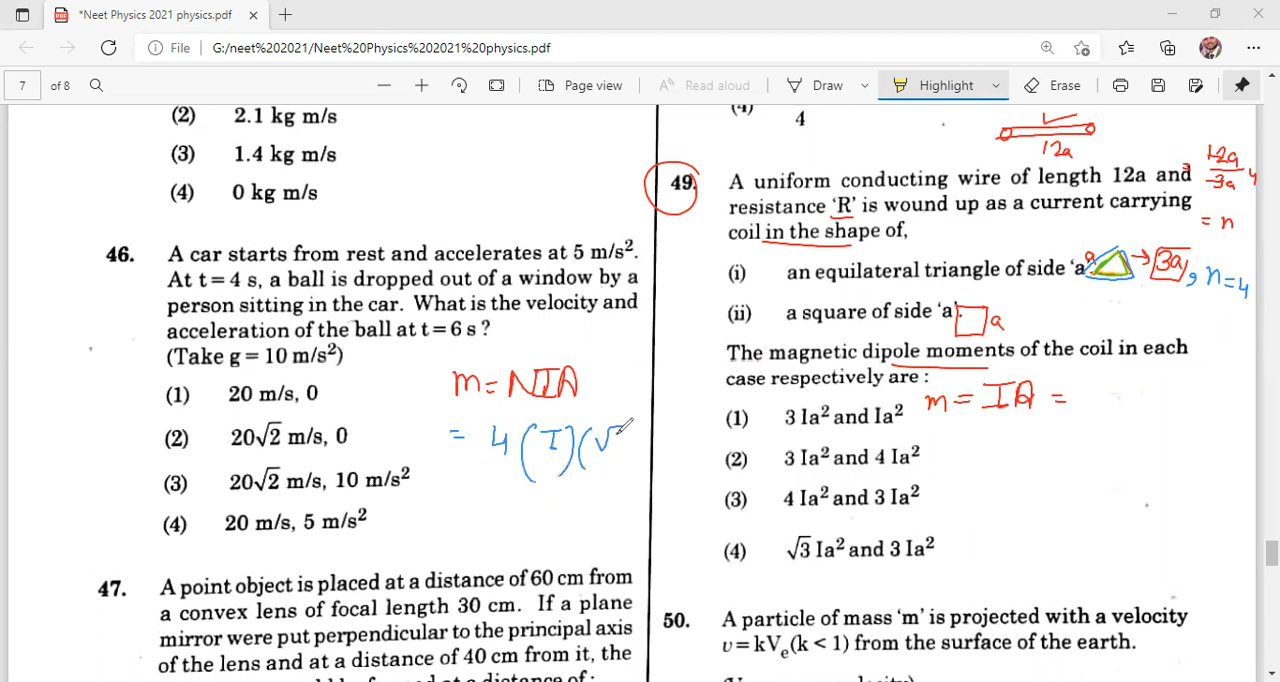 *Neet Physics 2021 physics.pdf
File G:/neet%202021/Neet%20Physics%202021%20physics.pdf
7 of 8 Page view Read aloud Draw Highlight Erase
(2) 2.1 kg m/s
(3) 1.4 kg m/s
(4) 0 kg m/s
46. A car starts from rest and accelerates at 5 m/s².
At t = 4 s, a ball is dropped out of a window by a
person sitting in the car. What is the velocity and
acceleration of the ball at t = 6 s ?
(Take g = 10 m/s²)
(1) 20 m/s, 0
(2) 20√2 m/s, 0
(3) 20√2 m/s, 10 m/s²
(4) 20 m/s, 5 m/s²
m = NIA
= 4 (I)(√
47. A point object is placed at a distance of 60 cm from
a convex lens of focal length 30 cm. If a plane
mirror were put perpendicular to the principal axis
of the lens and at a distance of 40 cm from it, the
(4) 4
12a
49. A uniform conducting wire of length 12a and
resistance 'R' is wound up as a current carrying
coil in the shape of,
12a
3a
= n
(i) an equilateral triangle of side 'a
a → 3a, n=4
(ii) a square of side 'a'.
a
The magnetic dipole moments of the coil in each
case respectively are :
m = IA =
(1) 3 Ia² and Ia²
(2) 3 Ia² and 4 Ia²
(3) 4 Ia² and 3 Ia²
(4) √3 Ia² and 3 Ia²
50. A particle of mass 'm' is projected with a velocity
υ = kVₑ (k < 1) from the surface of the earth.